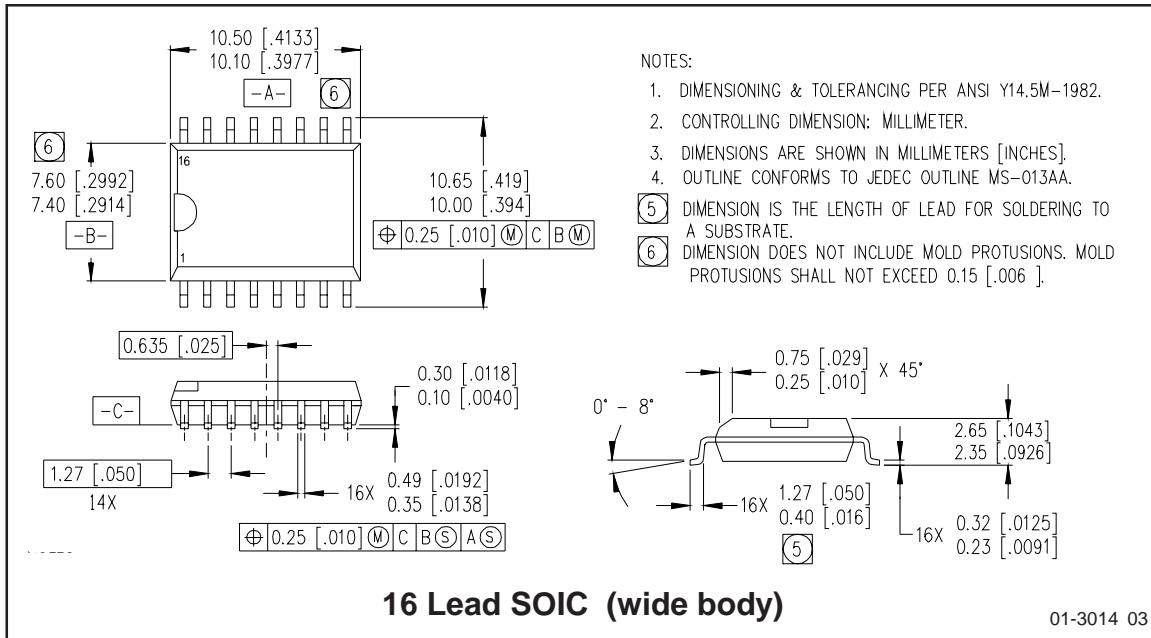 10.50 [.4133]
10.10 [.3977]
-A-
6
6
7.60 [.2992]
7.40 [.2914]
-B-
16
1
10.65 [.419]
10.00 [.394]
⌖ 0.25 [.010] Ⓜ C B Ⓜ
NOTES:
1. DIMENSIONING & TOLERANCING PER ANSI Y14.5M-1982.
2. CONTROLLING DIMENSION: MILLIMETER.
3. DIMENSIONS ARE SHOWN IN MILLIMETERS [INCHES].
4. OUTLINE CONFORMS TO JEDEC OUTLINE MS-013AA.
5 DIMENSION IS THE LENGTH OF LEAD FOR SOLDERING TO
A SUBSTRATE.
6 DIMENSION DOES NOT INCLUDE MOLD PROTUSIONS. MOLD
PROTUSIONS SHALL NOT EXCEED 0.15 [.006 ].
0.635 [.025]
-C-
0.30 [.0118]
0.10 [.0040]
1.27 [.050]
14X
16X 0.49 [.0192]
0.35 [.0138]
⌖ 0.25 [.010] Ⓜ C B Ⓢ A Ⓢ
0.75 [.029]
0.25 [.010]
X 45°
0° - 8°
2.65 [.1043]
2.35 [.0926]
16X 1.27 [.050]
0.40 [.016]
5
16X 0.32 [.0125]
0.23 [.0091]
16 Lead SOIC (wide body)
01-3014 03